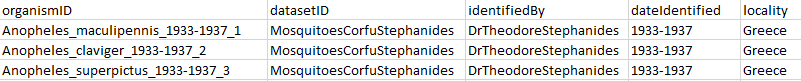 organismID datasetID identifiedBy dateIdentified locality
Anopheles_maculipennis_1933-1937_1 MosquitoesCorfuStephanides DrTheodoreStephanides 1933-1937 Greece
Anopheles_claviger_1933-1937_2 MosquitoesCorfuStephanides DrTheodoreStephanides 1933-1937 Greece
Anopheles_superpictus_1933-1937_3 MosquitoesCorfuStephanides DrTheodoreStephanides 1933-1937 Greece